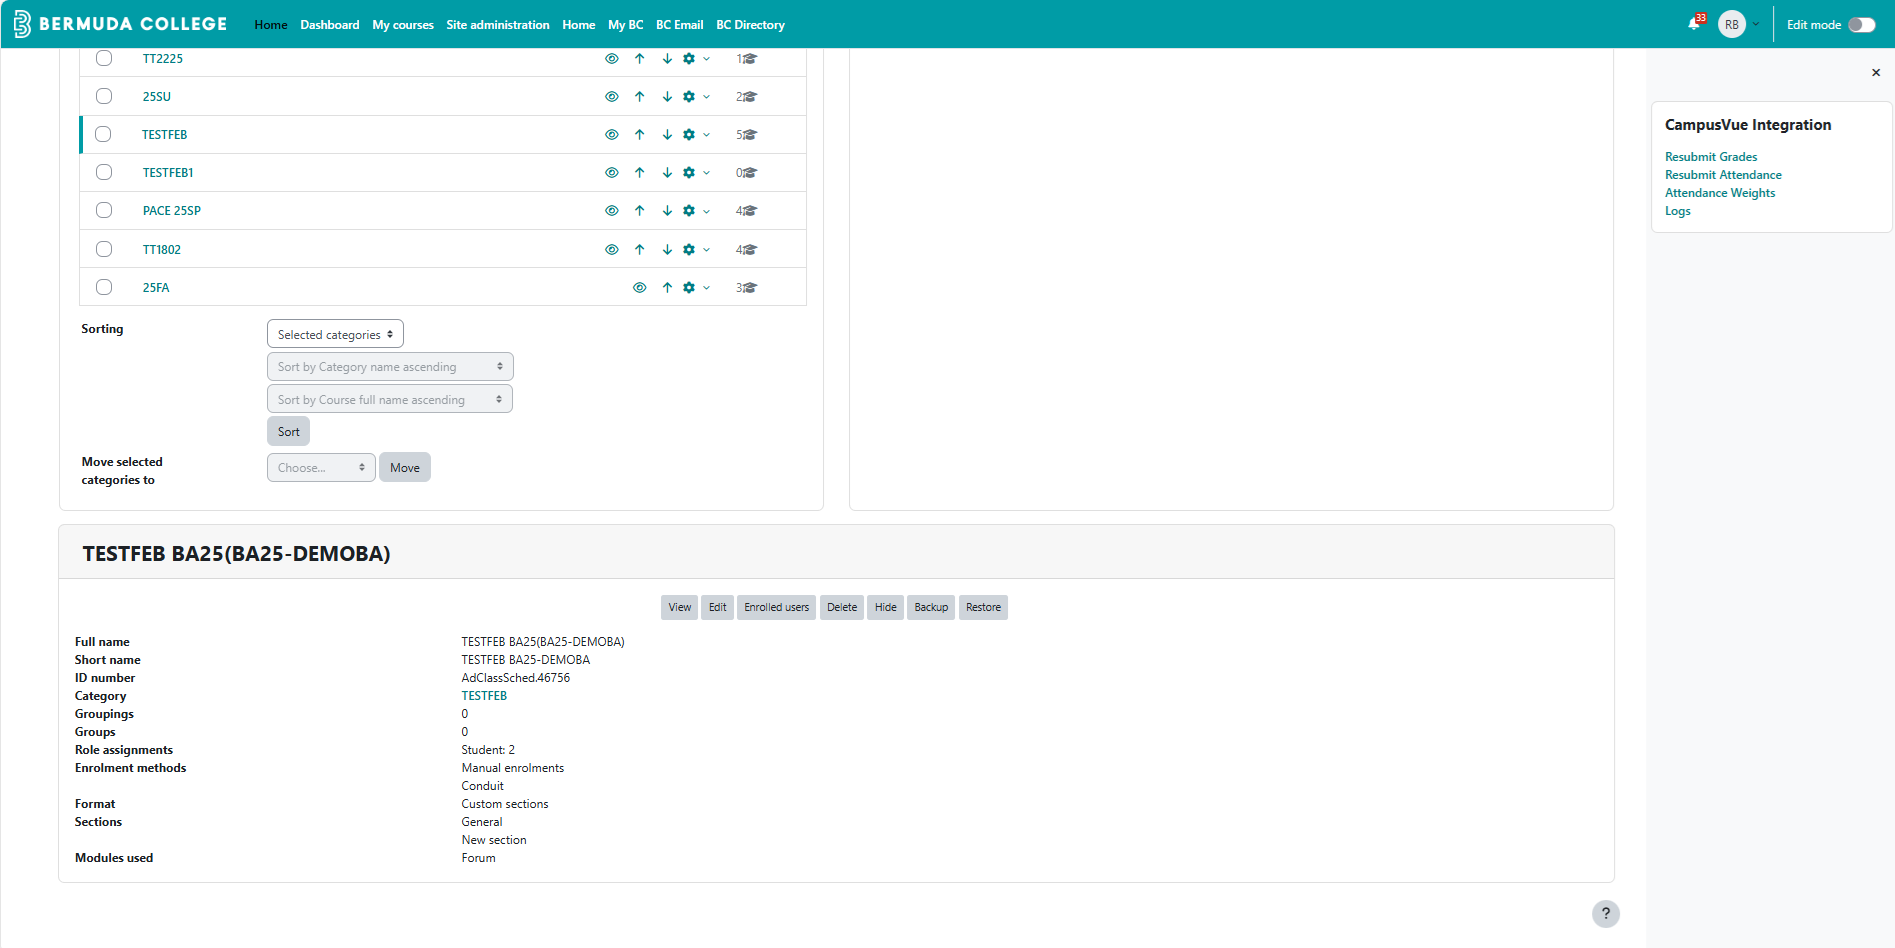 BERMUDA COLLEGE Home Dashboard My courses Site administration Home My BC BC Email BC Directory 33 RB Edit mode
TT2225 1
25SU 2
TESTFEB 5
TESTFEB1 0
PACE 25SP 4
TT1802 4
25FA 3
Sorting Selected categories
Sort by Category name ascending
Sort by Course full name ascending
Sort
Move selected categories to Choose... Move
×
CampusVue Integration
Resubmit Grades
Resubmit Attendance
Attendance Weights
Logs
TESTFEB BA25(BA25-DEMOBA)
View Edit Enrolled users Delete Hide Backup Restore
Full name TESTFEB BA25(BA25-DEMOBA)
Short name TESTFEB BA25-DEMOBA
ID number AdClassSched.46756
Category TESTFEB
Groupings 0
Groups 0
Role assignments Student: 2
Enrolment methods Manual enrolments
Conduit
Format Custom sections
Sections General
New section
Modules used Forum
?